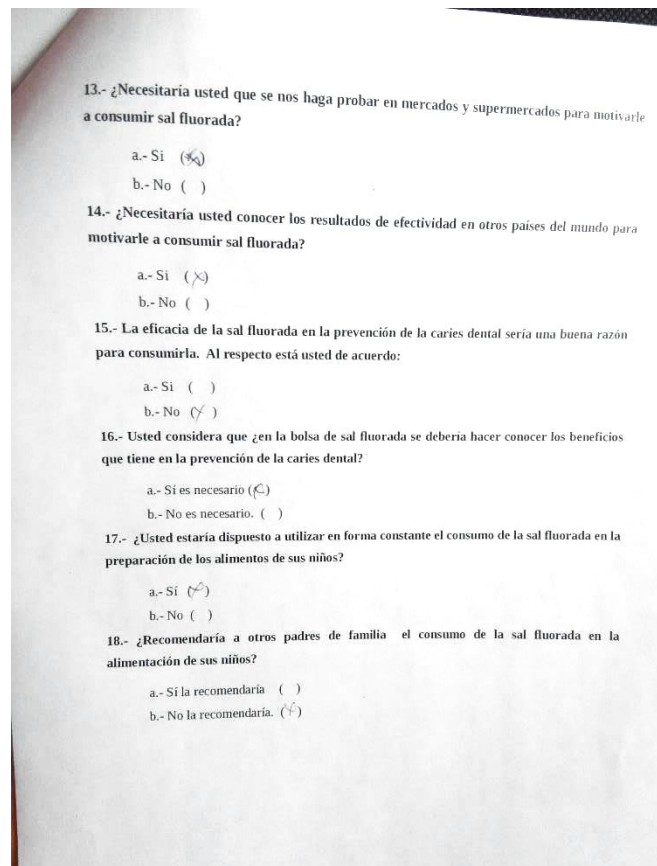 13.- ¿Necesitaría usted que se nos haga probar en mercados y supermercados para motivarle
a consumir sal fluorada?
a.- Si (X)
b.- No ( )
14.- ¿Necesitaría usted conocer los resultados de efectividad en otros países del mundo para
motivarle a consumir sal fluorada?
a.- Si (X)
b.- No ( )
15.- La eficacia de la sal fluorada en la prevención de la caries dental sería una buena razón
para consumirla. Al respecto está usted de acuerdo:
a.- Si ( )
b.- No (X)
16.- Usted considera que ¿en la bolsa de sal fluorada se debería hacer conocer los beneficios
que tiene en la prevención de la caries dental?
a.- Sí es necesario (X)
b.- No es necesario. ( )
17.- ¿Usted estaría dispuesto a utilizar en forma constante el consumo de la sal fluorada en la
preparación de los alimentos de sus niños?
a.- Sí (X)
b.- No ( )
18.- ¿Recomendaría a otros padres de familia el consumo de la sal fluorada en la
alimentación de sus niños?
a.- Sí la recomendaría ( )
b.- No la recomendaría. (X)